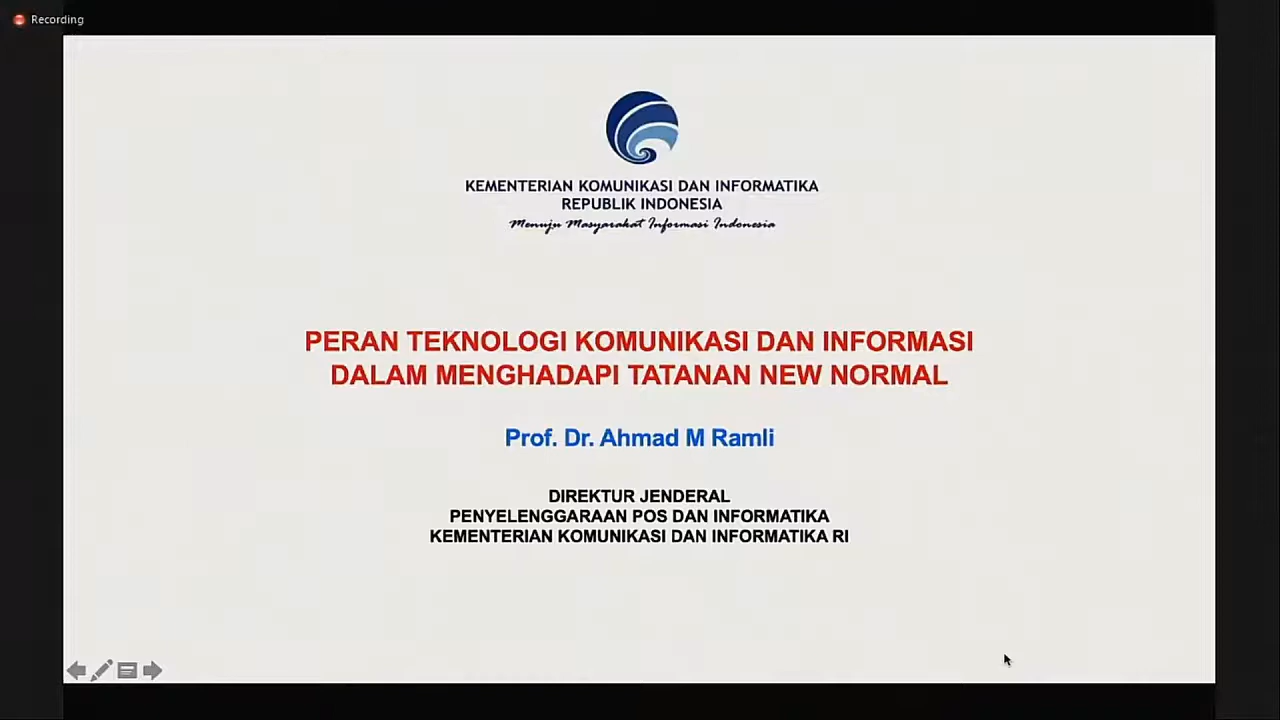 Recording
KEMENTERIAN KOMUNIKASI DAN INFORMATIKA
REPUBLIK INDONESIA
Menuju Masyarakat Informasi Indonesia
PERAN TEKNOLOGI KOMUNIKASI DAN INFORMASI
DALAM MENGHADAPI TATANAN NEW NORMAL
Prof. Dr. Ahmad M Ramli
DIREKTUR JENDERAL
PENYELENGGARAAN POS DAN INFORMATIKA
KEMENTERIAN KOMUNIKASI DAN INFORMATIKA RI